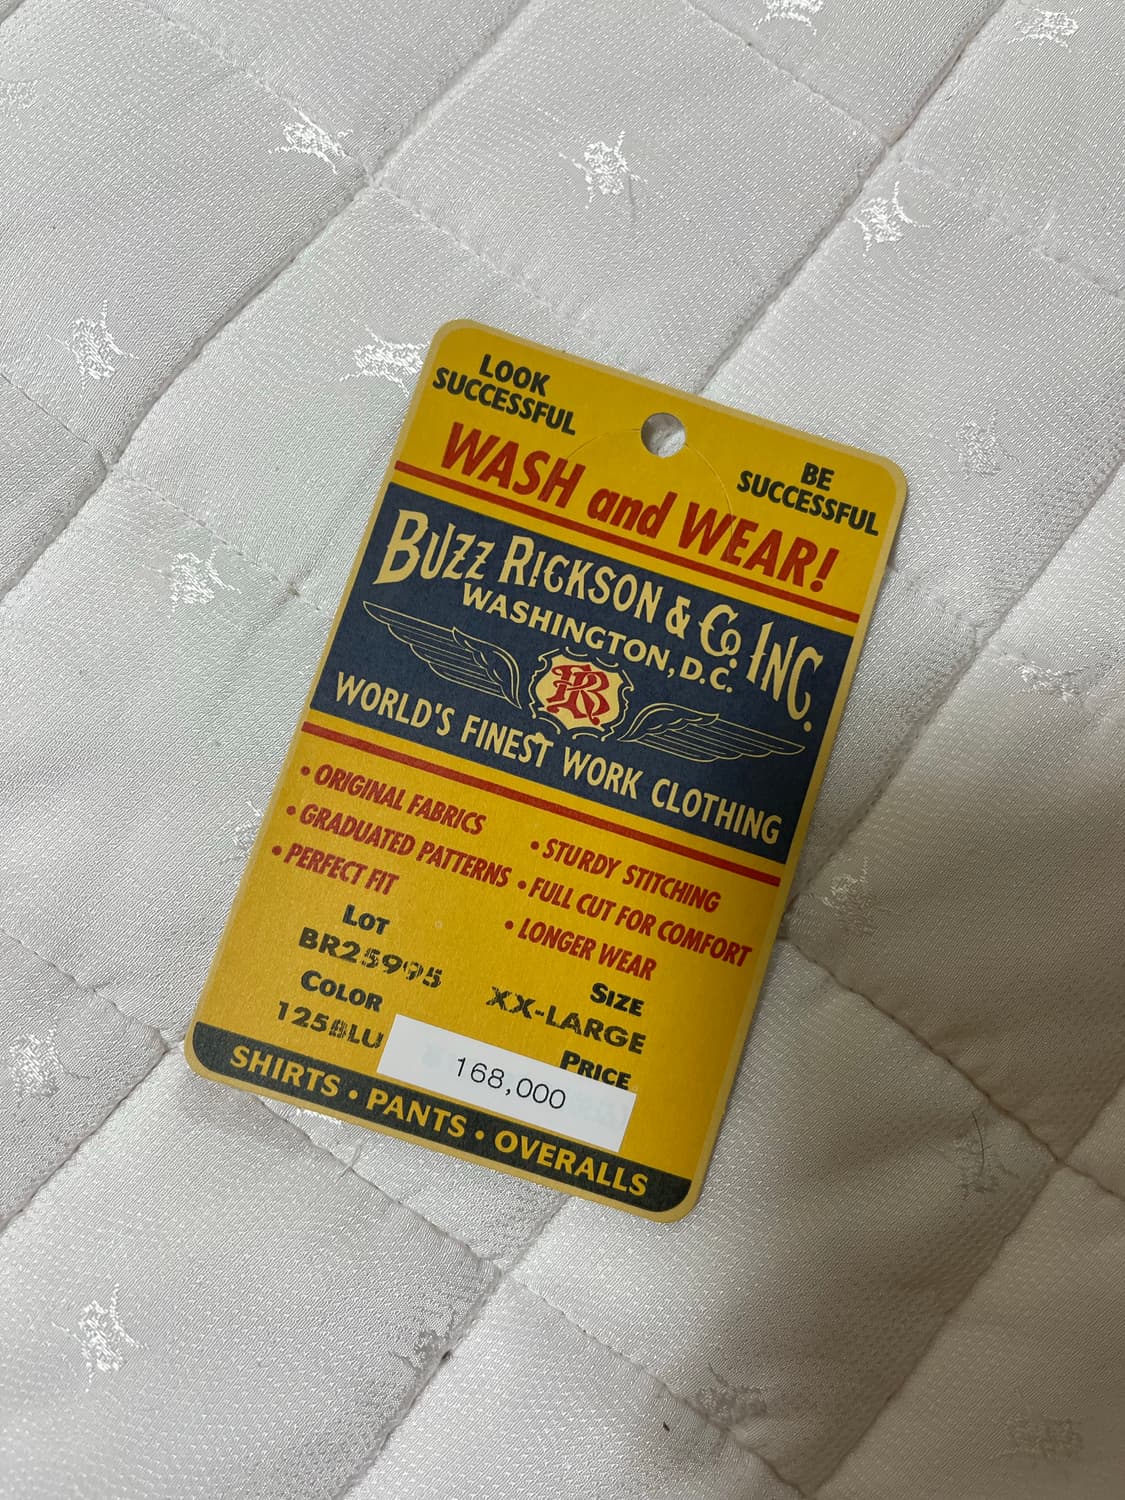 LOOK
SUCCESSFUL
BE
SUCCESSFUL
WASH and WEAR!
BUZZ RICKSON & Co. INC.
WASHINGTON, D.C.
BR
WORLD'S FINEST WORK CLOTHING
• ORIGINAL FABRICS
• GRADUATED PATTERNS
• PERFECT FIT
• STURDY STITCHING
• FULL CUT FOR COMFORT
• LONGER WEAR
LOT
BR25995
COLOR
125BLU
SIZE
XX-LARGE
PRICE
168,000
SHIRTS • PANTS • OVERALLS